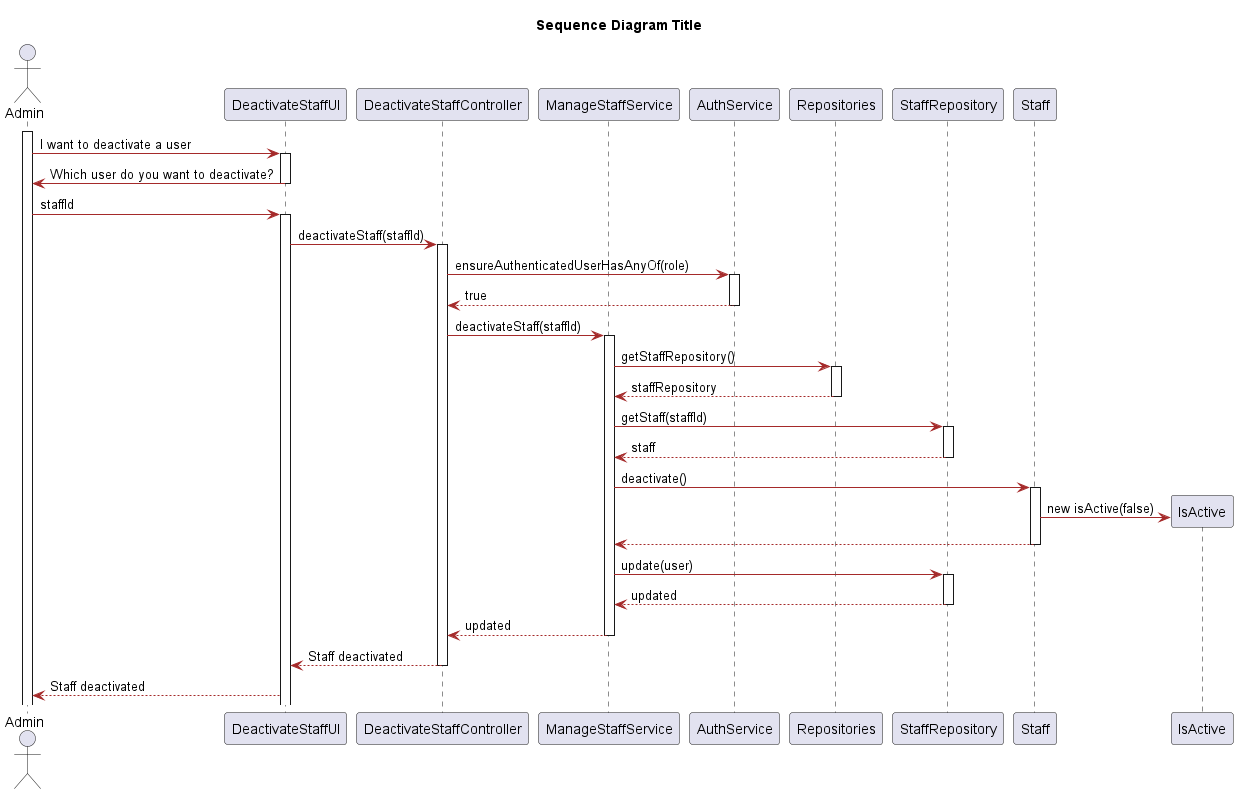 Sequence Diagram Title
Admin
DeactivateStaffUI
DeactivateStaffController
ManageStaffService
AuthService
Repositories
StaffRepository
Staff
I want to deactivate a user
Which user do you want to deactivate?
staffId
deactivateStaff(staffId)
ensureAuthenticatedUserHasAnyOf(role)
true
deactivateStaff(staffId)
getStaffRepository()
staffRepository
getStaff(staffId)
staff
deactivate()
new isActive(false)
IsActive
update(user)
updated
updated
Staff deactivated
Staff deactivated
Admin
DeactivateStaffUI
DeactivateStaffController
ManageStaffService
AuthService
Repositories
StaffRepository
Staff
IsActive